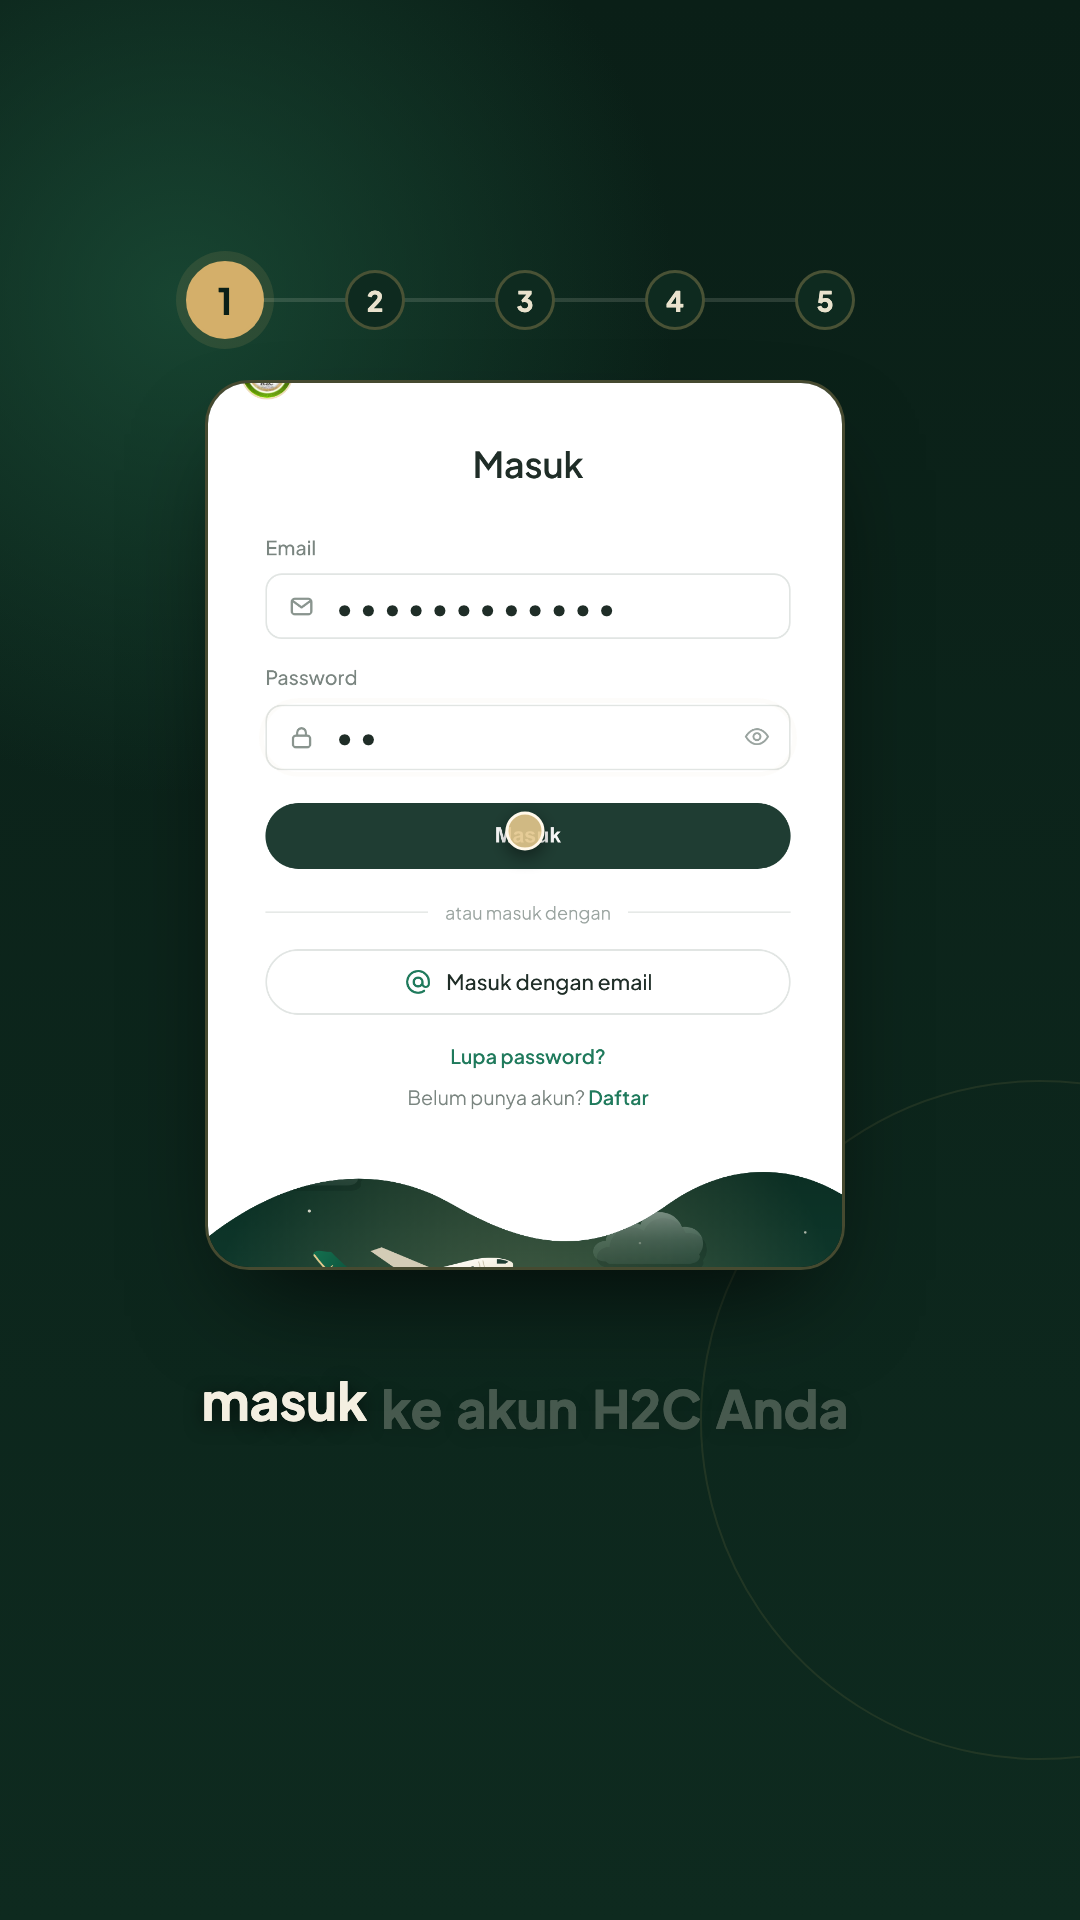 1 2 3 4 5
Masuk
Email
Password
Masuk
atau masuk dengan
Masuk dengan email
Lupa password?
Belum punya akun? Daftar
masuk ke akun H2C Anda